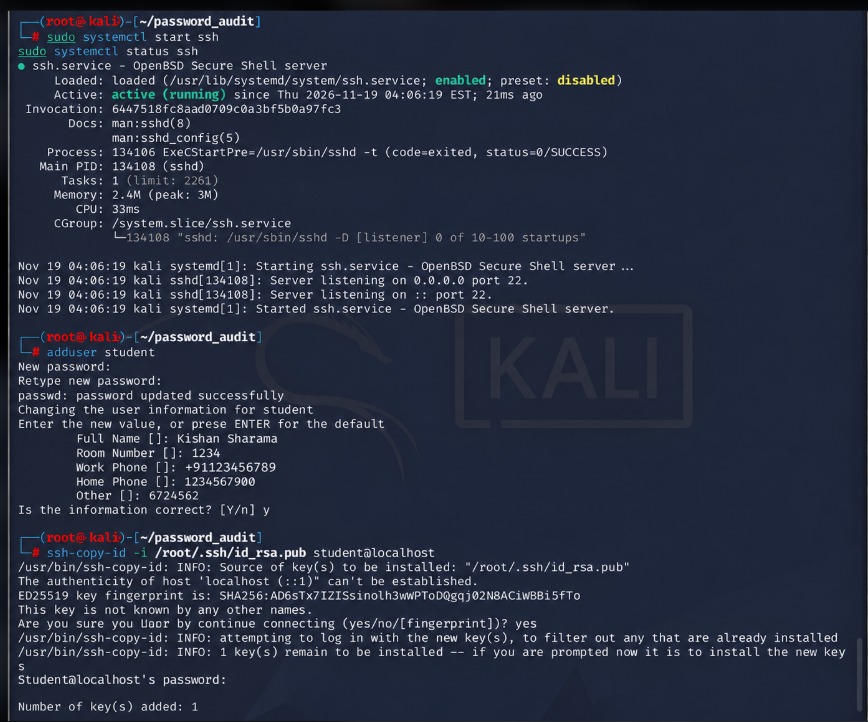 ┌──(root㉿kali)-[~/password_audit]
└─# sudo systemctl start ssh
sudo systemctl status ssh
● ssh.service - OpenBSD Secure Shell server
Loaded: loaded (/usr/lib/systemd/system/ssh.service; enabled; preset: disabled)
Active: active (running) since Thu 2026-11-19 04:06:19 EST; 21ms ago
Invocation: 6447518fc8aad0709c0a3bf5b0a97fc3
Docs: man:sshd(8)
man:sshd_config(5)
Process: 134106 ExeCStartPre=/usr/sbin/sshd -t (code=exited, status=0/SUCCESS)
Main PID: 134108 (sshd)
Tasks: 1 (limit: 2261)
Memory: 2.4M (peak: 3M)
CPU: 33ms
CGroup: /system.slice/ssh.service
└─134108 "sshd: /usr/sbin/sshd -D [listener] 0 of 10-100 startups"
Nov 19 04:06:19 kali systemd[1]: Starting ssh.service - OpenBSD Secure Shell server...
Nov 19 04:06:19 kali sshd[134108]: Server listening on 0.0.0.0 port 22.
Nov 19 04:06:19 kali sshd[134108]: Server listening on :: port 22.
Nov 19 04:06:19 kali systemd[1]: Started ssh.service - OpenBSD Secure Shell server.
┌──(root㉿kali)-[~/password_audit]
└─# adduser student
New password:
Retype new password:
passwd: password updated successfully
Changing the user information for student
Enter the new value, or prese ENTER for the default
Full Name []: Kishan Sharama
Room Number []: 1234
Work Phone []: +91123456789
Home Phone []: 1234567900
Other []: 6724562
Is the information correct? [Y/n] y
KALI
┌──(root㉿kali)-[~/password_audit]
└─# ssh-copy-id -i /root/.ssh/id_rsa.pub student@localhost
/usr/bin/ssh-copy-id: INFO: Source of key(s) to be installed: "/root/.ssh/id_rsa.pub"
The authenticity of host 'localhost (::1)" can't be established.
ED25519 key fingerprint is: SHA256:AD6sTx7IZISsinolh3wWPToDQgqj02N8ACiWBBi5fTo
This key is not known by any other names.
Are you sure you by continue connecting (yes/no/[fingerprint])? yes
/usr/bin/ssh-copy-id: INFO: attempting to log in with the new key(s), to filter out any that are already installed
/usr/bin/ssh-copy-id: INFO: 1 key(s) remain to be installed -- if you are prompted now it is to install the new key
s
Student@localhost's password:
Number of key(s) added: 1